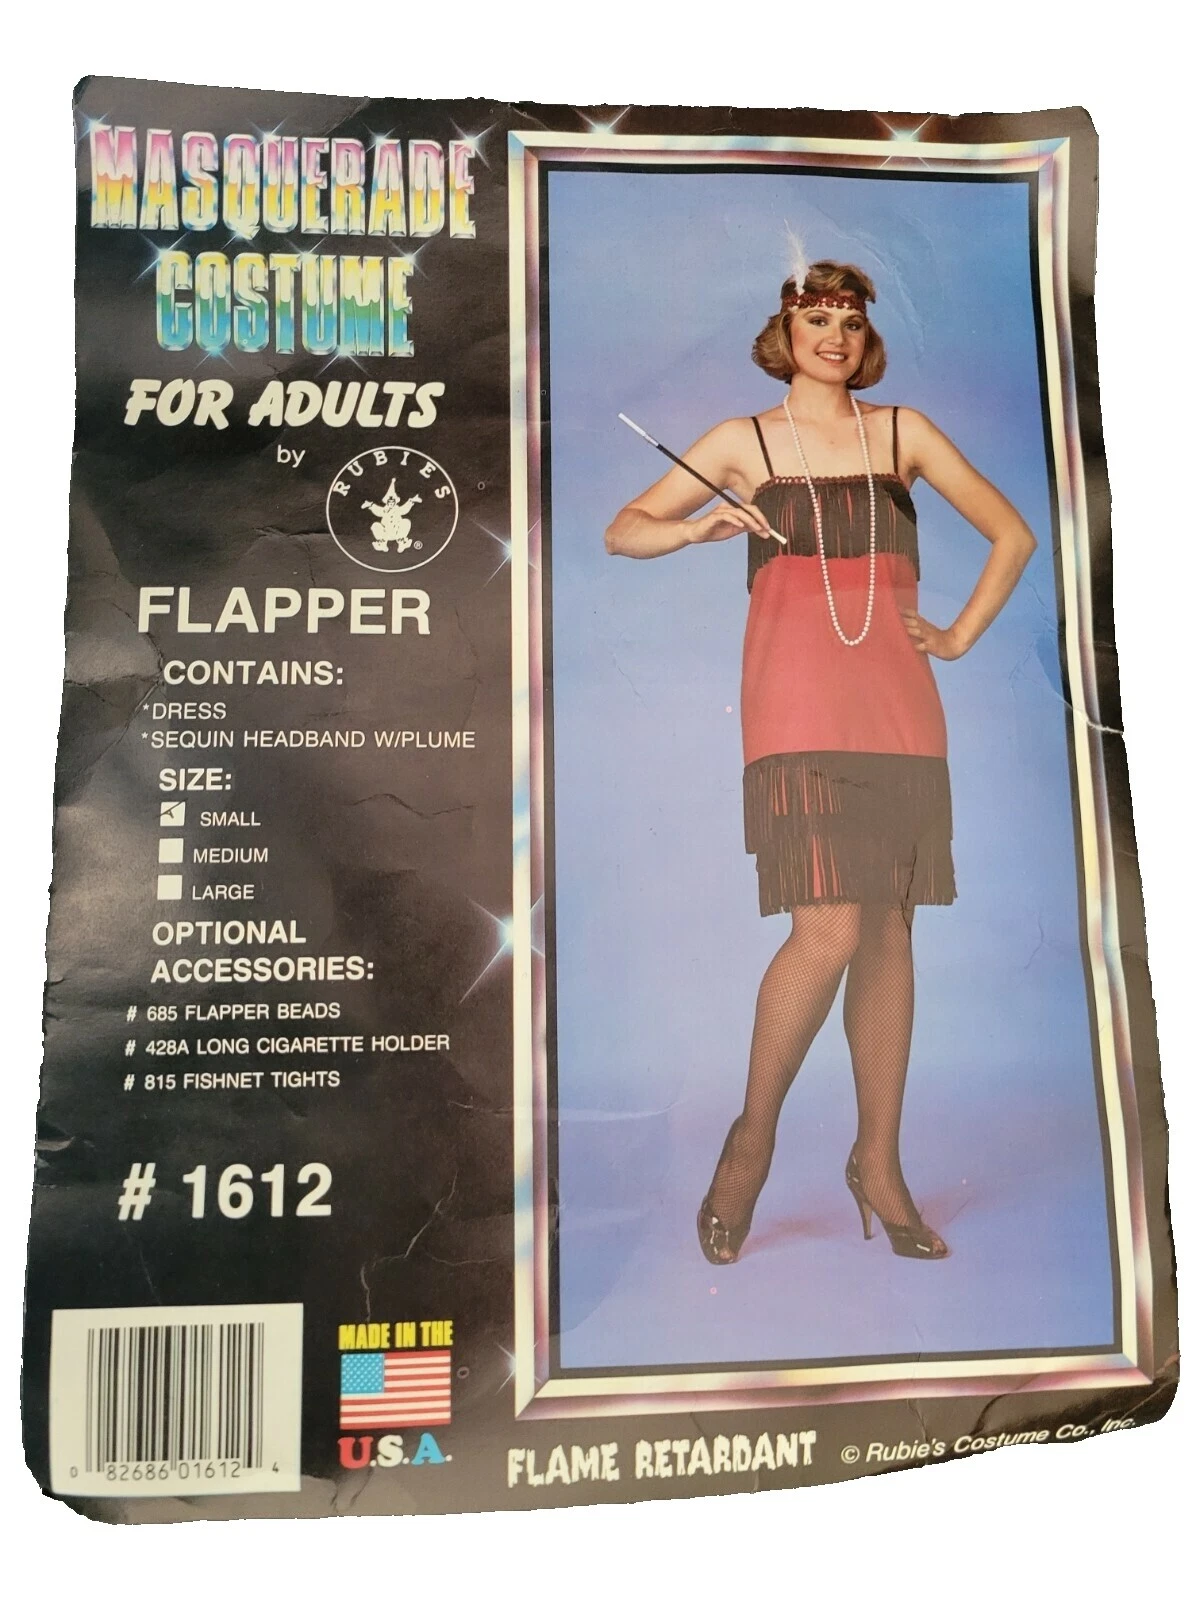 MASQUERADE
COSTUME
FOR ADULTS
by
RUBIES
®
FLAPPER
CONTAINS:
*DRESS
*SEQUIN HEADBAND W/PLUME
SIZE:
SMALL
MEDIUM
LARGE
OPTIONAL
ACCESSORIES:
# 685 FLAPPER BEADS
# 428A LONG CIGARETTE HOLDER
# 815 FISHNET TIGHTS
# 1612
0 82686 01612 4
MADE IN THE
U.S.A.
FLAME RETARDANT
© Rubie's Costume Co., Inc.